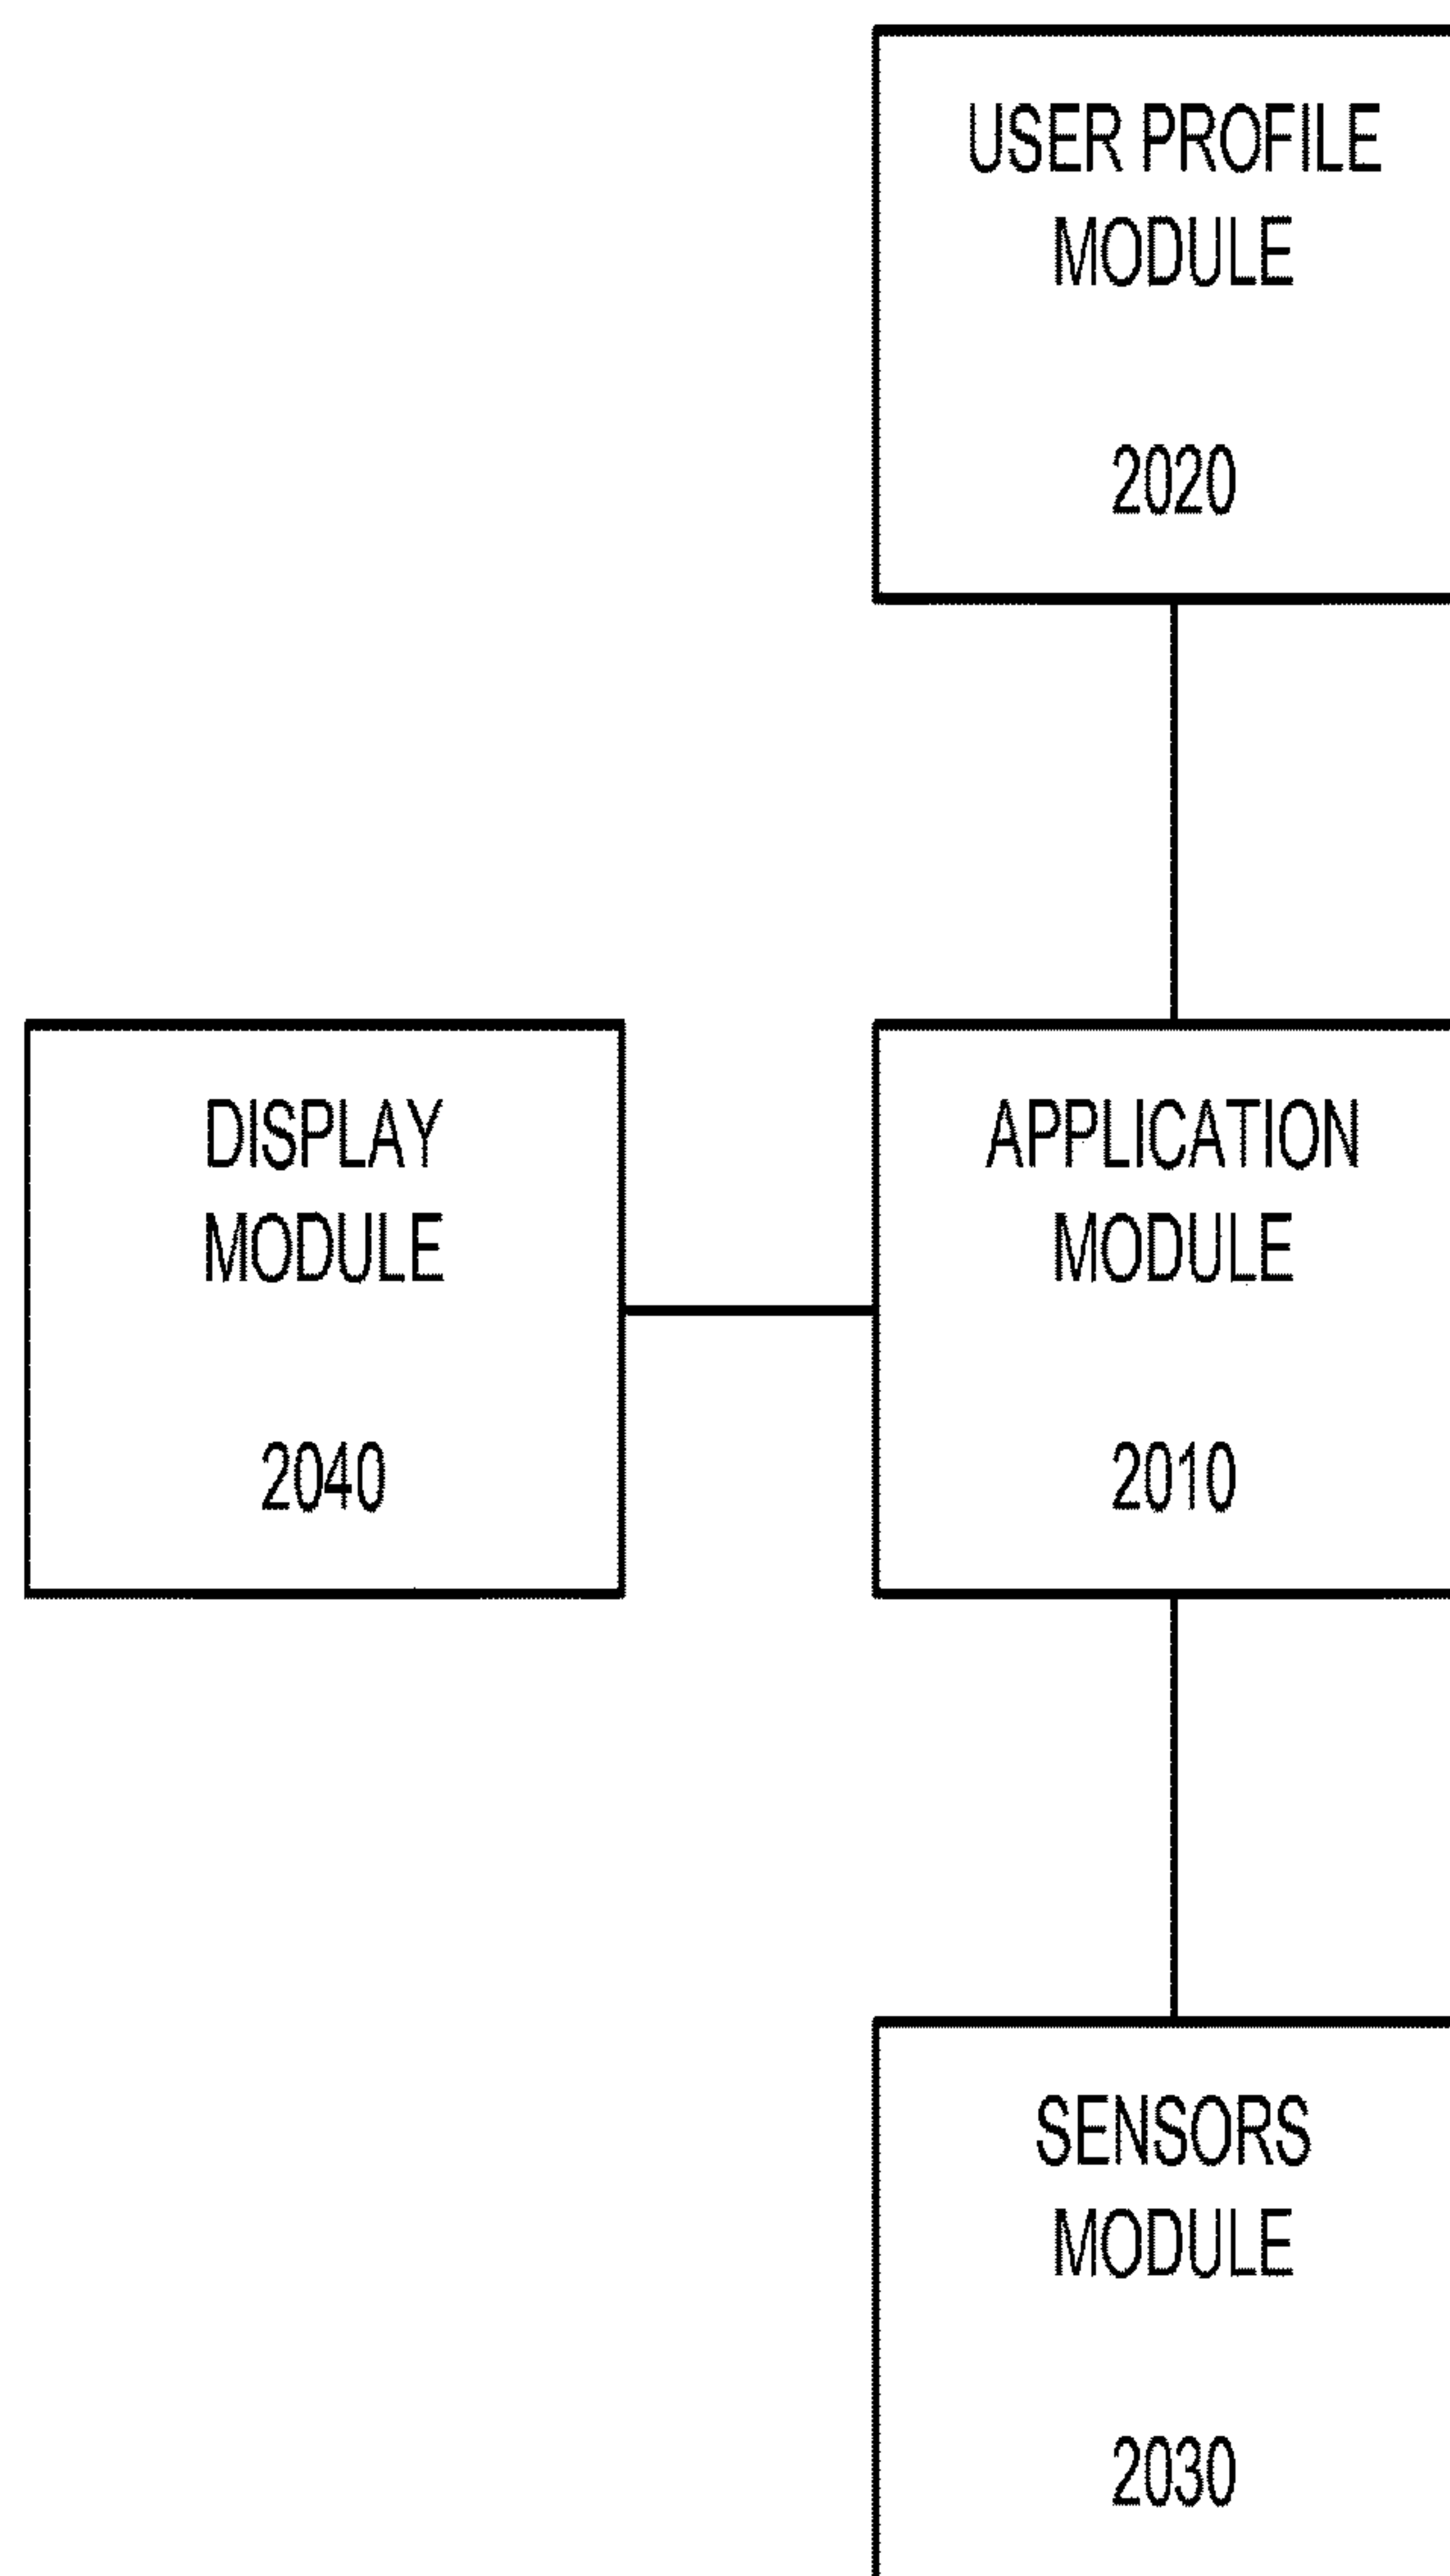 USER PROFILE
MODULE
2020
DISPLAY
MODULE
2040
APPLICATION
MODULE
2010
SENSORS
MODULE
2030